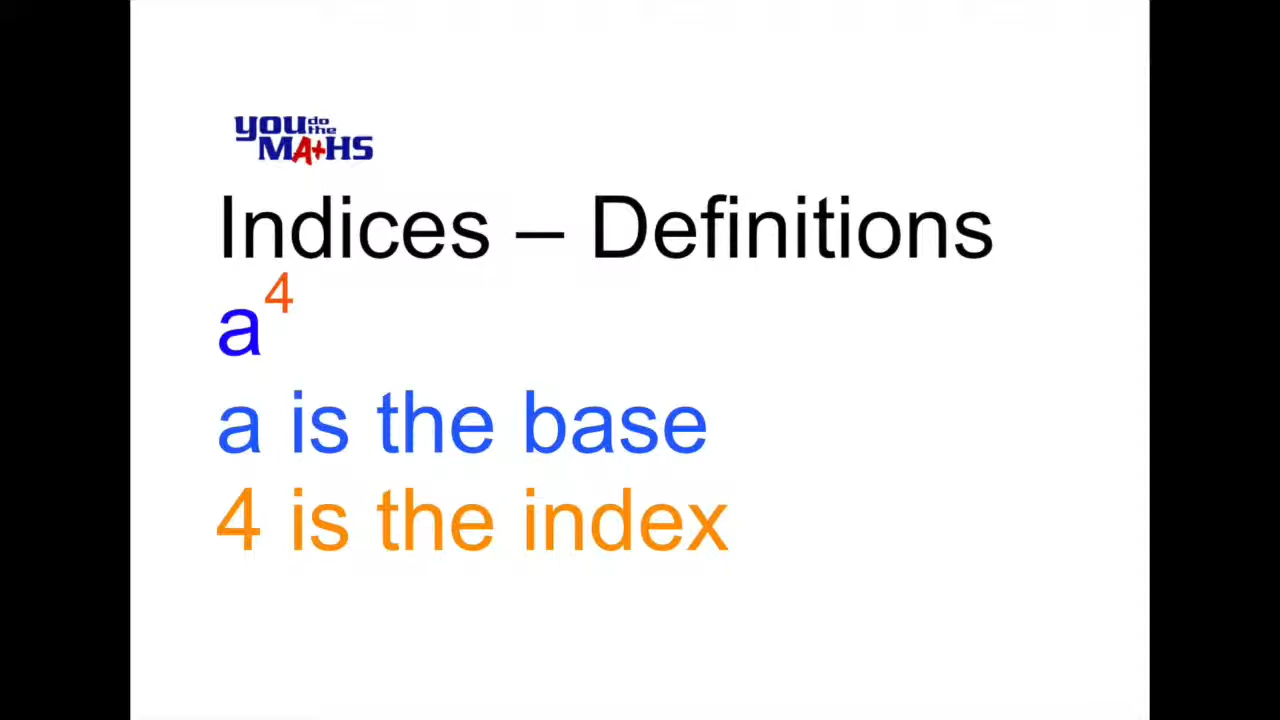 you do the
MA+HS
Indices – Definitions
a⁴
a is the base
4 is the index